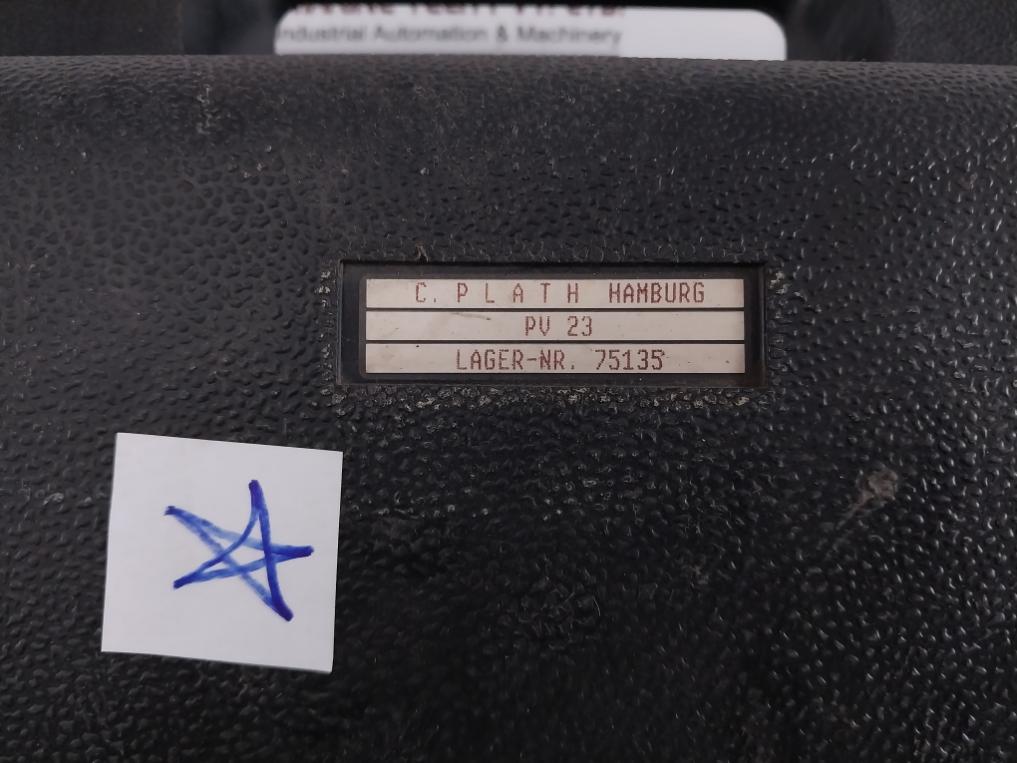 Industrial Automation & Machinery
C. P L A T H HAMBURG
PV 23
LAGER-NR. 75135